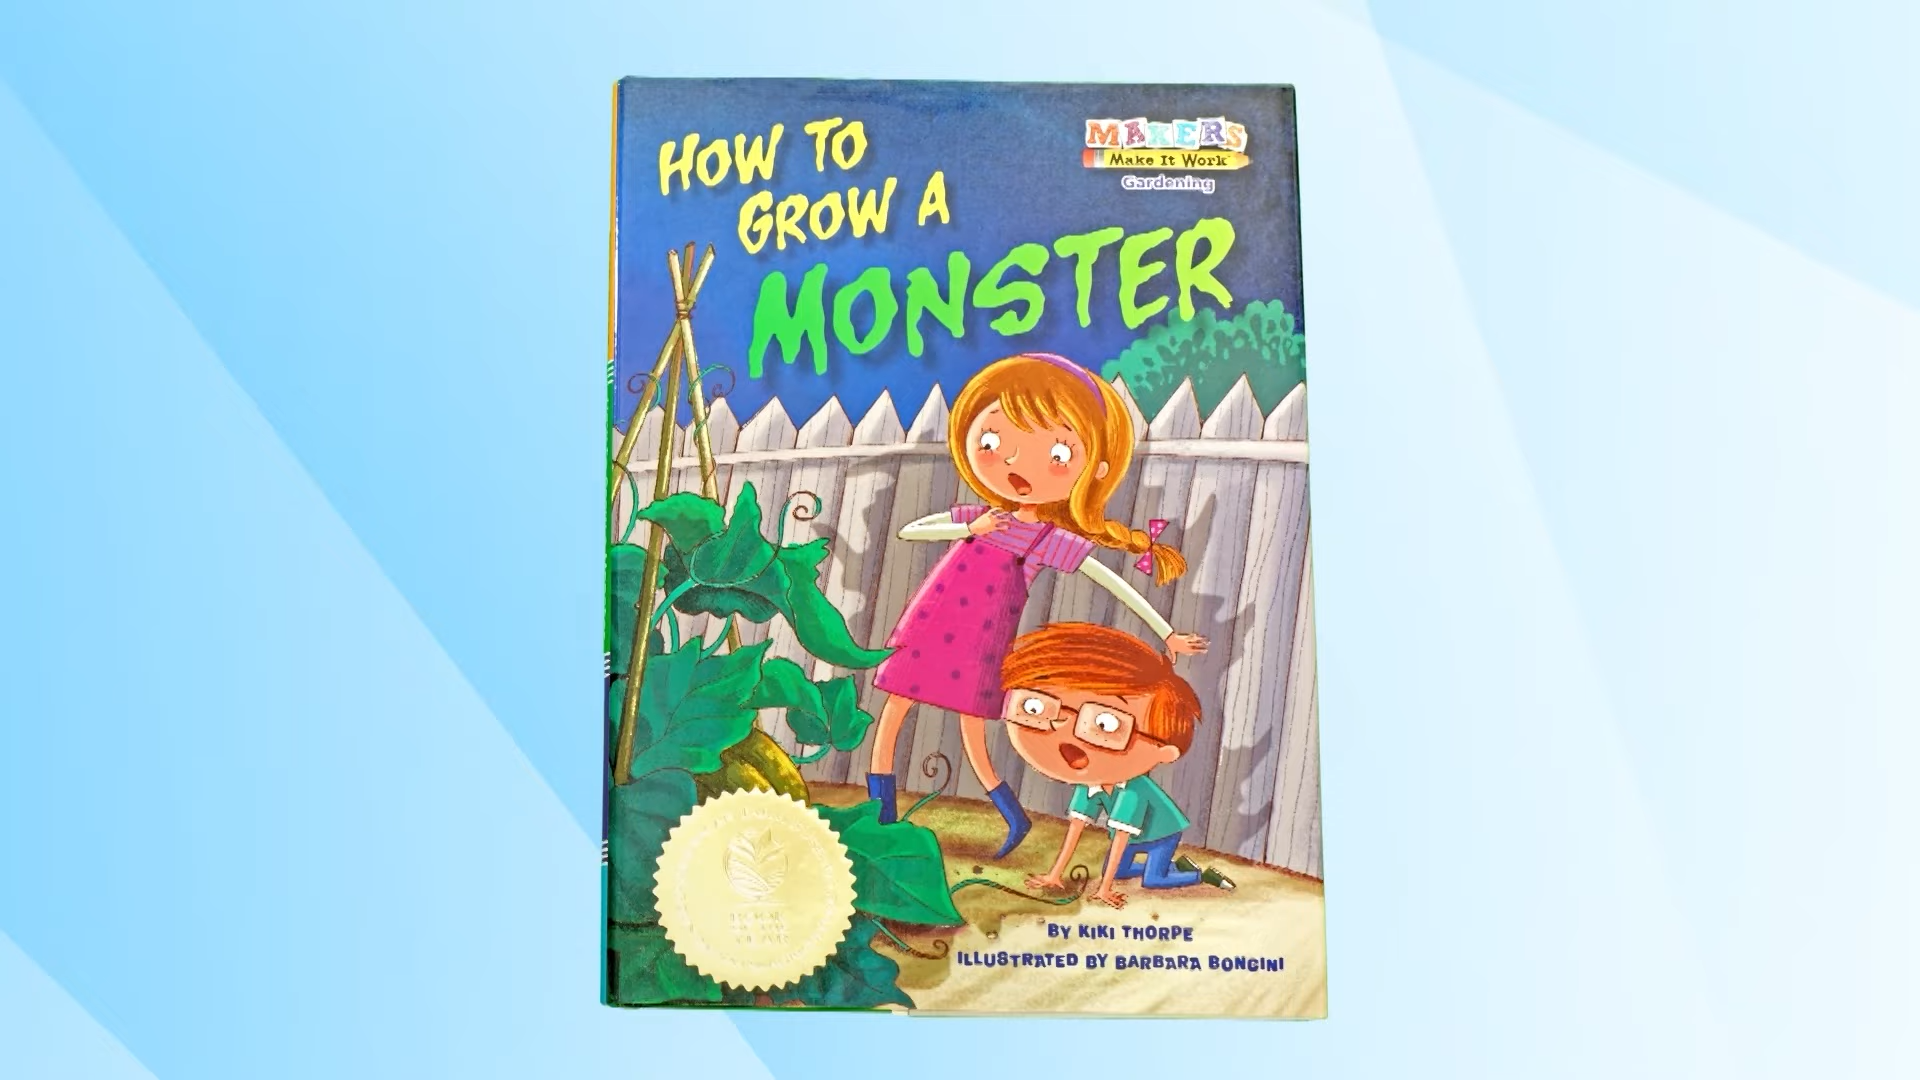 HOW TO
GROW A
MONSTER
MAKERS
Make It Work
Gardening
BY KIKI THORPE
ILLUSTRATED BY BARBARA BONGINI